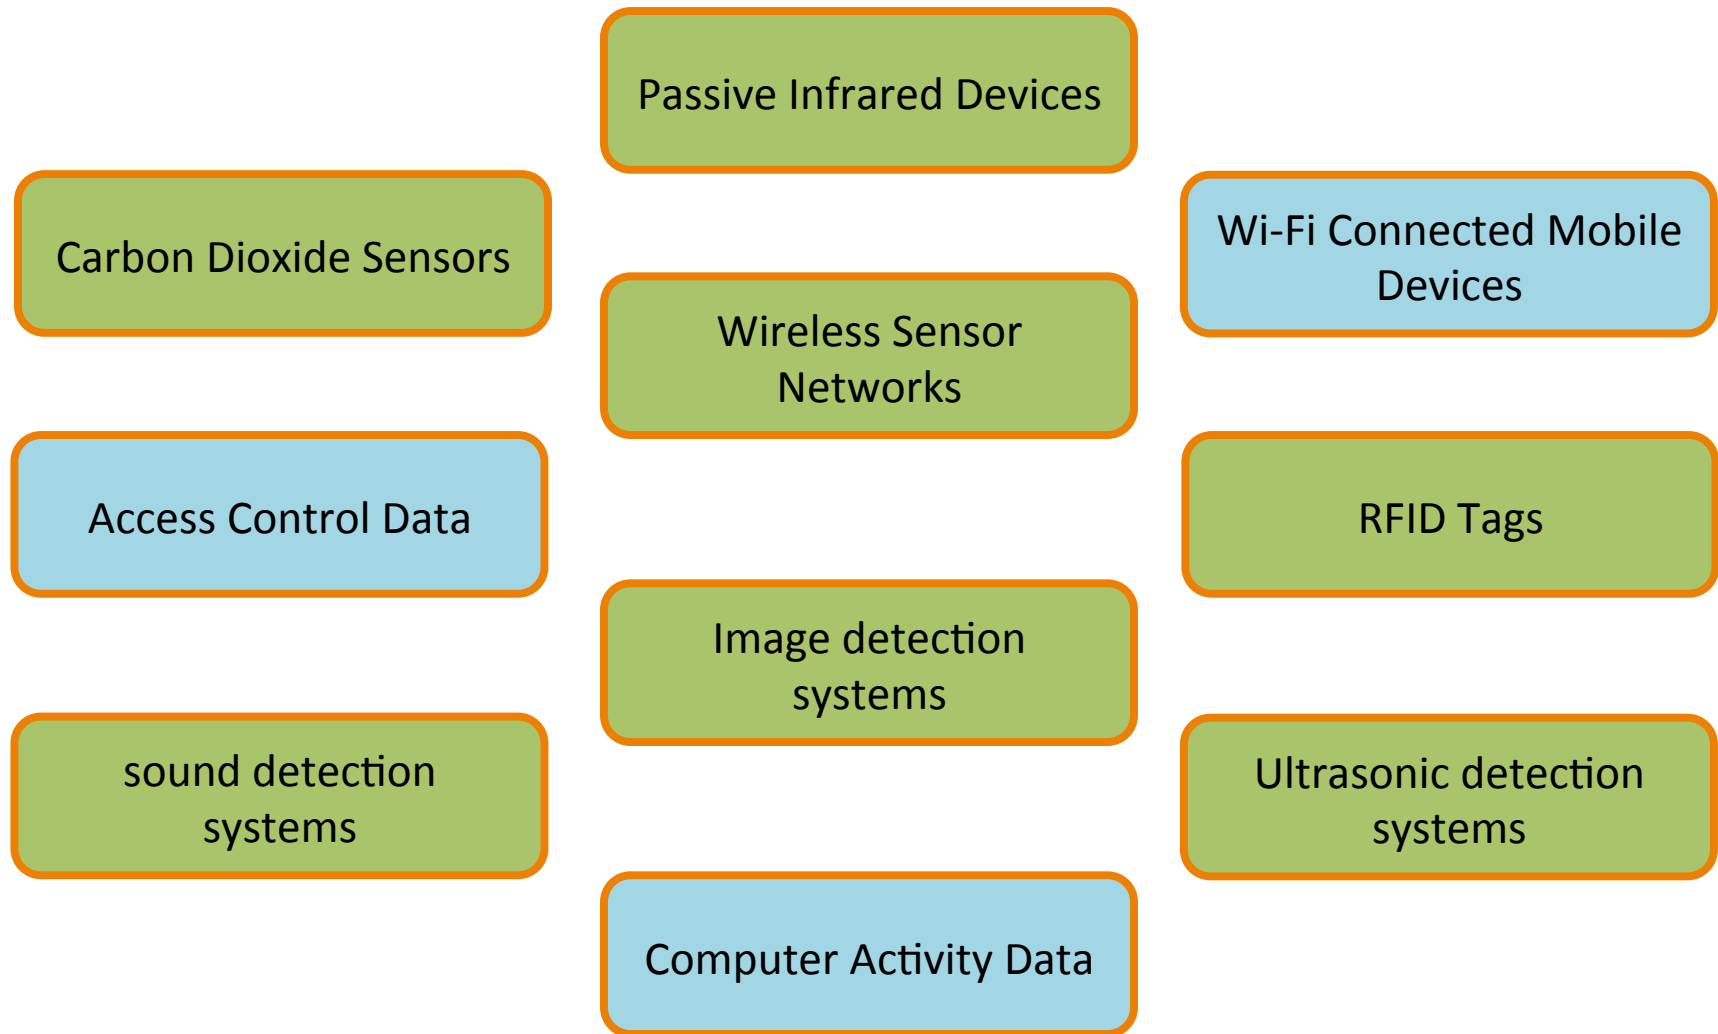 Passive Infrared Devices
Carbon Dioxide Sensors
Wi-Fi Connected Mobile
Devices
Wireless Sensor
Networks
Access Control Data
RFID Tags
Image detection
systems
sound detection
systems
Ultrasonic detection
systems
Computer Activity Data